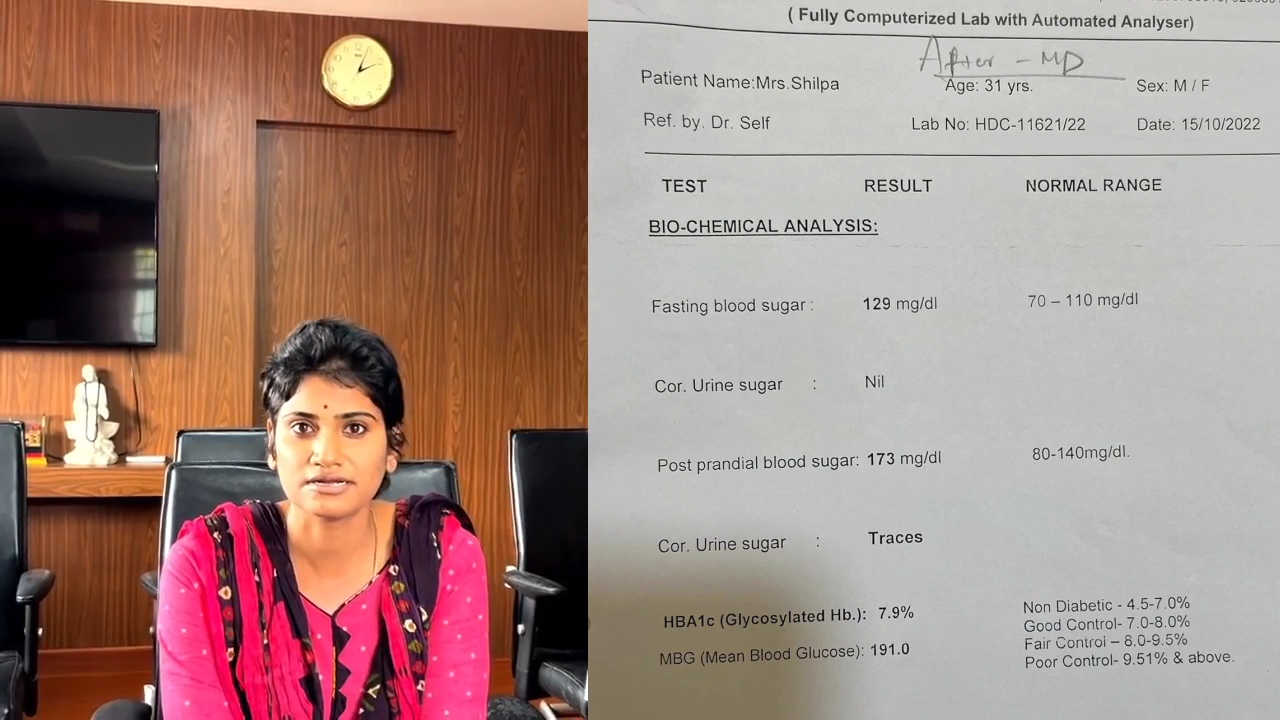 ( Fully Computerized Lab with Automated Analyser)
After - MD
Patient Name:Mrs.Shilpa Age: 31 yrs. Sex: M / F
Ref. by. Dr. Self Lab No: HDC-11621/22 Date: 15/10/2022
TEST RESULT NORMAL RANGE
BIO-CHEMICAL ANALYSIS:
Fasting blood sugar : 129 mg/dl 70 – 110 mg/dl
Cor. Urine sugar : Nil
Post prandial blood sugar: 173 mg/dl 80-140mg/dl.
Cor. Urine sugar : Traces
HBA1c (Glycosylated Hb.): 7.9% Non Diabetic - 4.5-7.0%
Good Control- 7.0-8.0%
MBG (Mean Blood Glucose): 191.0 Fair Control – 8.0-9.5%
Poor Control- 9.51% & above.